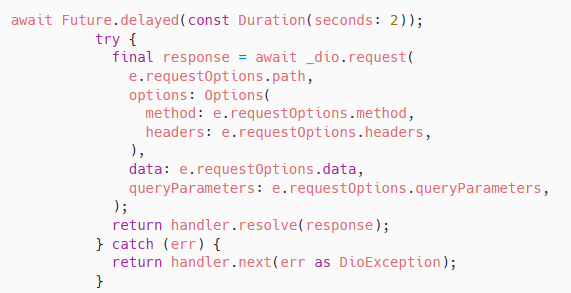 await Future.delayed(const Duration(seconds: 2));
          try {
            final response = await _dio.request(
              e.requestOptions.path,
              options: Options(
                method: e.requestOptions.method,
                headers: e.requestOptions.headers,
              ),
              data: e.requestOptions.data,
              queryParameters: e.requestOptions.queryParameters,
            );
            return handler.resolve(response);
          } catch (err) {
            return handler.next(err as DioException);
          }